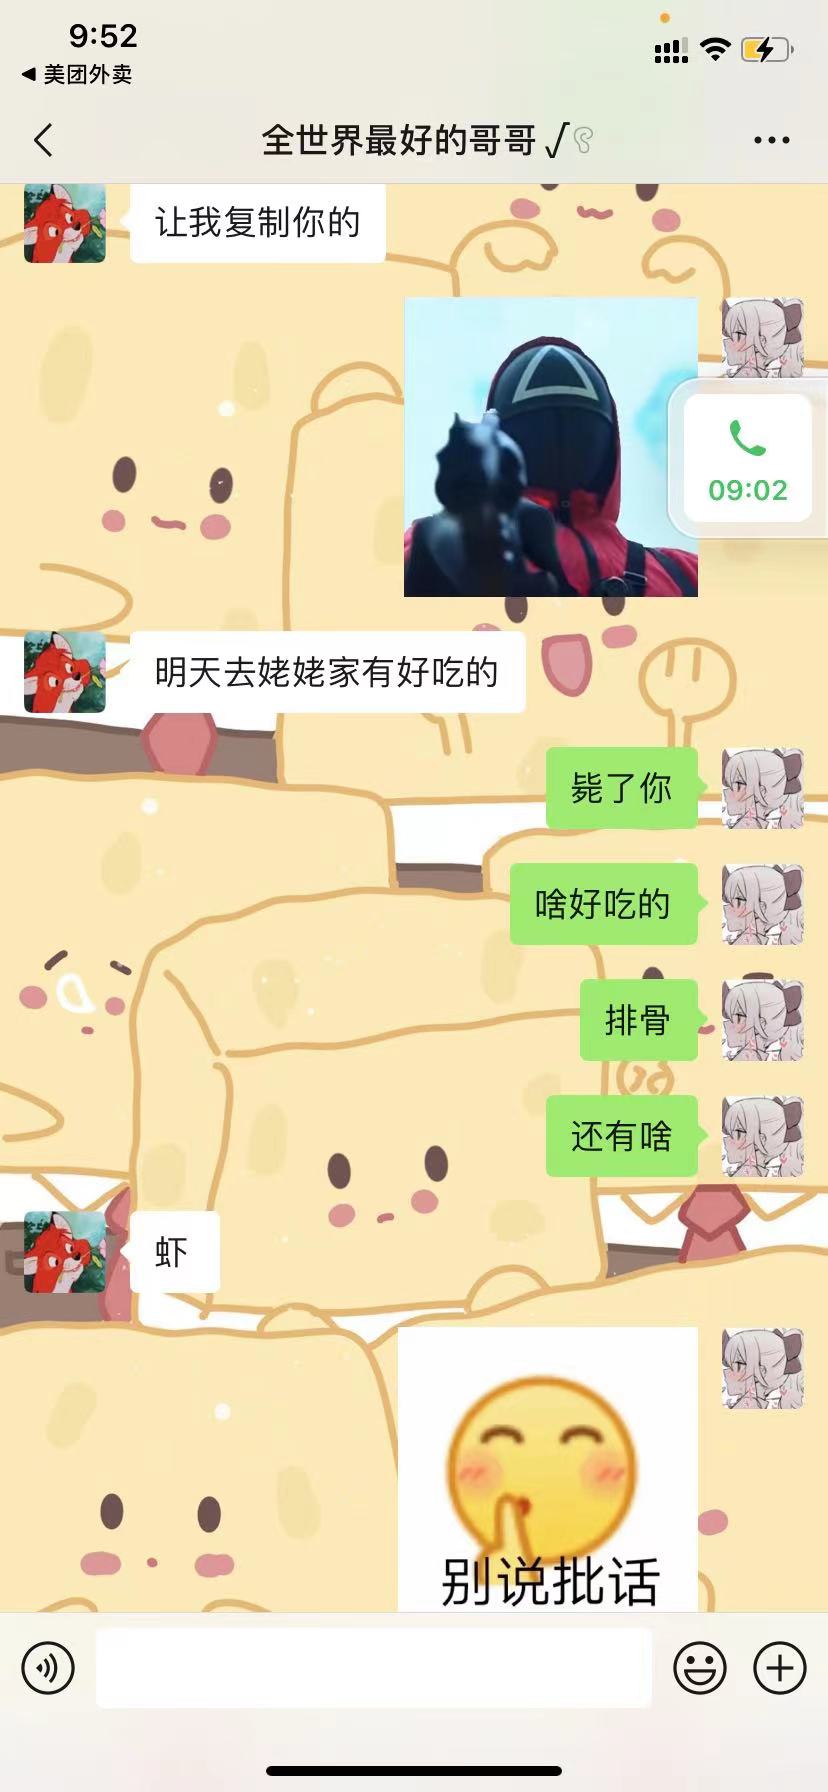 9:52
◀ 美团外卖
全世界最好的哥哥√
让我复制你的
09:02
明天去姥姥家有好吃的
毙了你
啥好吃的
排骨
还有啥
虾
别说批话